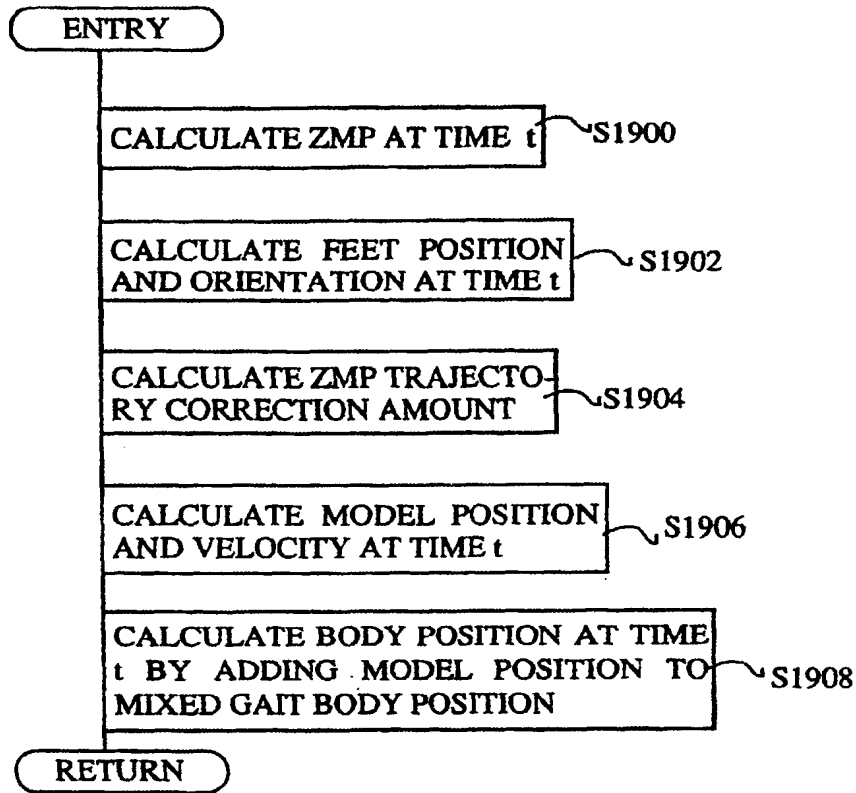 ENTRY
CALCULATE ZMP AT TIME t
S1900
CALCULATE FEET POSITION
AND ORIENTATION AT TIME t
S1902
CALCULATE ZMP TRAJECTO-
RY CORRECTION AMOUNT
S1904
CALCULATE MODEL POSITION
AND VELOCITY AT TIME t
S1906
CALCULATE BODY POSITION AT TIME
t BY ADDING MODEL POSITION TO
MIXED GAIT BODY POSITION
S1908
RETURN